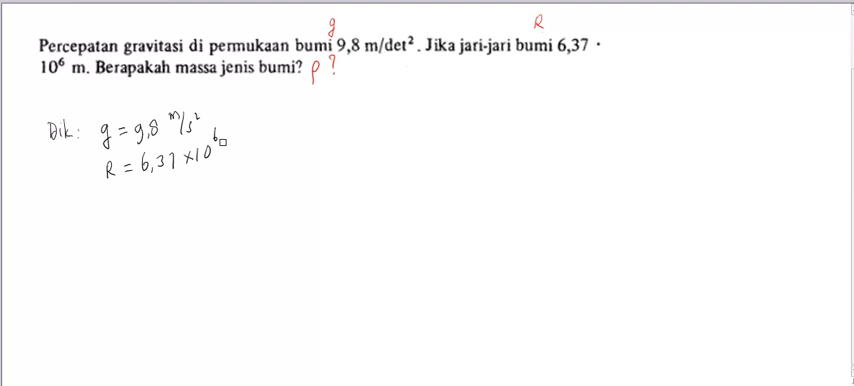 g R
Percepatan gravitasi di permukaan bumi 9,8 m/det². Jika jari-jari bumi 6,37 ·
10⁶ m. Berapakah massa jenis bumi? ρ ?
Dik: g = 9,8 m/s²
R = 6,37 × 10⁶